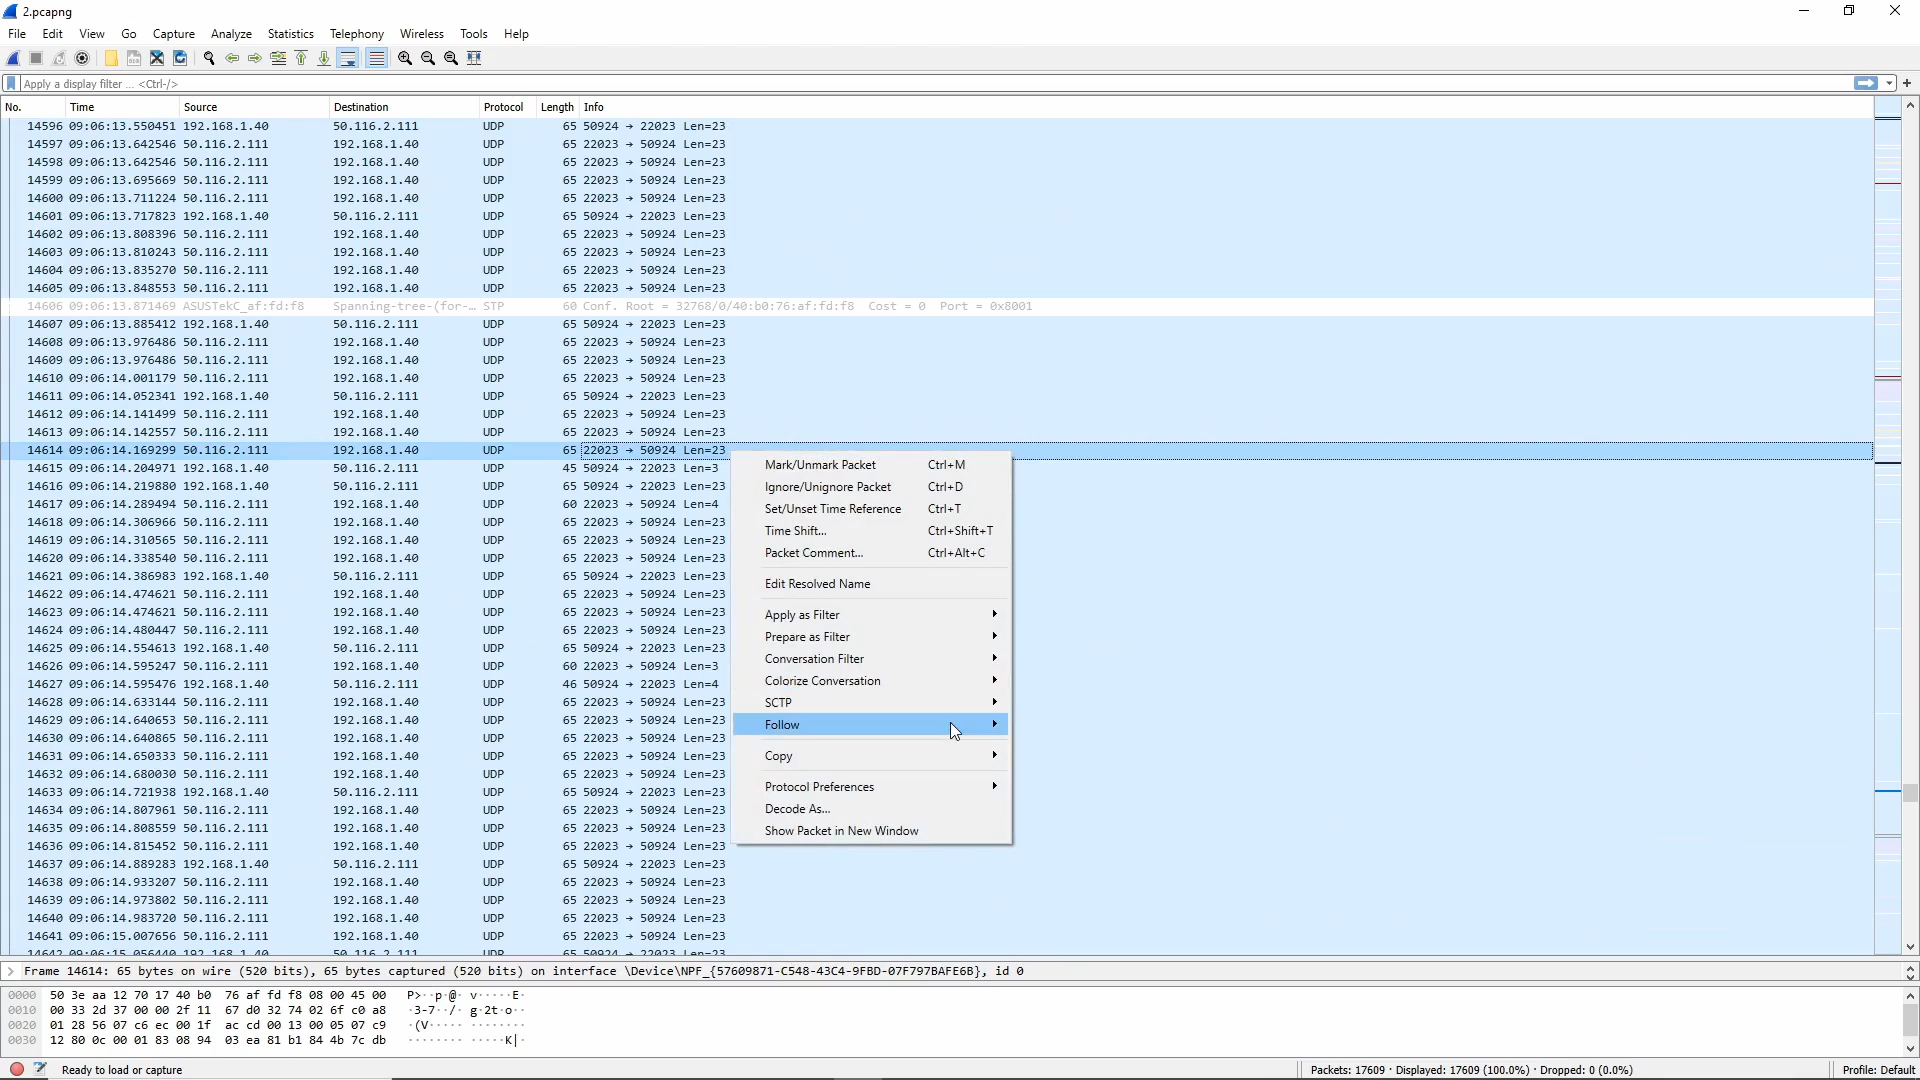 2.pcapng
File Edit View Go Capture Analyze Statistics Telephony Wireless Tools Help
Apply a display filter ... <Ctrl-/>
No. Time Source Destination Protocol Length Info
14596 09:06:13.550451 192.168.1.40 50.116.2.111 UDP 65 50924 → 22023 Len=23
14597 09:06:13.642546 50.116.2.111 192.168.1.40 UDP 65 22023 → 50924 Len=23
14598 09:06:13.642546 50.116.2.111 192.168.1.40 UDP 65 22023 → 50924 Len=23
14599 09:06:13.695669 50.116.2.111 192.168.1.40 UDP 65 22023 → 50924 Len=23
14600 09:06:13.711224 50.116.2.111 192.168.1.40 UDP 65 22023 → 50924 Len=23
14601 09:06:13.717823 192.168.1.40 50.116.2.111 UDP 65 50924 → 22023 Len=23
14602 09:06:13.808396 50.116.2.111 192.168.1.40 UDP 65 22023 → 50924 Len=23
14603 09:06:13.810243 50.116.2.111 192.168.1.40 UDP 65 22023 → 50924 Len=23
14604 09:06:13.835270 50.116.2.111 192.168.1.40 UDP 65 22023 → 50924 Len=23
14605 09:06:13.848553 50.116.2.111 192.168.1.40 UDP 65 22023 → 50924 Len=23
14606 09:06:13.871469 ASUSTekC_af:fd:f8 Spanning-tree-(for-… STP 60 Conf. Root = 32768/0/40:b0:76:af:fd:f8 Cost = 0 Port = 0x8001
14607 09:06:13.885412 192.168.1.40 50.116.2.111 UDP 65 50924 → 22023 Len=23
14608 09:06:13.976486 50.116.2.111 192.168.1.40 UDP 65 22023 → 50924 Len=23
14609 09:06:13.976486 50.116.2.111 192.168.1.40 UDP 65 22023 → 50924 Len=23
14610 09:06:14.001179 50.116.2.111 192.168.1.40 UDP 65 22023 → 50924 Len=23
14611 09:06:14.052341 192.168.1.40 50.116.2.111 UDP 65 50924 → 22023 Len=23
14612 09:06:14.141499 50.116.2.111 192.168.1.40 UDP 65 22023 → 50924 Len=23
14613 09:06:14.142557 50.116.2.111 192.168.1.40 UDP 65 22023 → 50924 Len=23
14614 09:06:14.169299 50.116.2.111 192.168.1.40 UDP 65 22023 → 50924 Len=23
14615 09:06:14.204971 192.168.1.40 50.116.2.111 UDP 45 50924 → 22023 Len=3
14616 09:06:14.219880 192.168.1.40 50.116.2.111 UDP 65 50924 → 22023 Len=23
14617 09:06:14.289494 50.116.2.111 192.168.1.40 UDP 60 22023 → 50924 Len=4
14618 09:06:14.306966 50.116.2.111 192.168.1.40 UDP 65 22023 → 50924 Len=23
14619 09:06:14.310565 50.116.2.111 192.168.1.40 UDP 65 22023 → 50924 Len=23
14620 09:06:14.338540 50.116.2.111 192.168.1.40 UDP 65 22023 → 50924 Len=23
14621 09:06:14.386983 192.168.1.40 50.116.2.111 UDP 65 50924 → 22023 Len=23
14622 09:06:14.474621 50.116.2.111 192.168.1.40 UDP 65 22023 → 50924 Len=23
14623 09:06:14.474621 50.116.2.111 192.168.1.40 UDP 65 22023 → 50924 Len=23
14624 09:06:14.480447 50.116.2.111 192.168.1.40 UDP 65 22023 → 50924 Len=23
14625 09:06:14.554613 192.168.1.40 50.116.2.111 UDP 65 50924 → 22023 Len=23
14626 09:06:14.595247 50.116.2.111 192.168.1.40 UDP 60 22023 → 50924 Len=3
14627 09:06:14.595476 192.168.1.40 50.116.2.111 UDP 46 50924 → 22023 Len=4
14628 09:06:14.633144 50.116.2.111 192.168.1.40 UDP 65 22023 → 50924 Len=23
14629 09:06:14.640653 50.116.2.111 192.168.1.40 UDP 65 22023 → 50924 Len=23
14630 09:06:14.640865 50.116.2.111 192.168.1.40 UDP 65 22023 → 50924 Len=23
14631 09:06:14.650333 50.116.2.111 192.168.1.40 UDP 65 22023 → 50924 Len=23
14632 09:06:14.680030 50.116.2.111 192.168.1.40 UDP 65 22023 → 50924 Len=23
14633 09:06:14.721938 192.168.1.40 50.116.2.111 UDP 65 50924 → 22023 Len=23
14634 09:06:14.807961 50.116.2.111 192.168.1.40 UDP 65 22023 → 50924 Len=23
14635 09:06:14.808559 50.116.2.111 192.168.1.40 UDP 65 22023 → 50924 Len=23
14636 09:06:14.815452 50.116.2.111 192.168.1.40 UDP 65 22023 → 50924 Len=23
14637 09:06:14.889283 192.168.1.40 50.116.2.111 UDP 65 50924 → 22023 Len=23
14638 09:06:14.933207 50.116.2.111 192.168.1.40 UDP 65 22023 → 50924 Len=23
14639 09:06:14.973802 50.116.2.111 192.168.1.40 UDP 65 22023 → 50924 Len=23
14640 09:06:14.983720 50.116.2.111 192.168.1.40 UDP 65 22023 → 50924 Len=23
14641 09:06:15.007656 50.116.2.111 192.168.1.40 UDP 65 22023 → 50924 Len=23
14642 09:06:15.056440 192.168.1.40 50.116.2.111 UDP 65 50924 → 22023 Len=23
Mark/Unmark Packet Ctrl+M
Ignore/Unignore Packet Ctrl+D
Set/Unset Time Reference Ctrl+T
Time Shift... Ctrl+Shift+T
Packet Comment... Ctrl+Alt+C
Edit Resolved Name
Apply as Filter
Prepare as Filter
Conversation Filter
Colorize Conversation
SCTP
Follow
Copy
Protocol Preferences
Decode As...
Show Packet in New Window
Frame 14614: 65 bytes on wire (520 bits), 65 bytes captured (520 bits) on interface \Device\NPF_{57609871-C548-43C4-9FBD-07F797BAFE6B}, id 0
0000 50 3e aa 12 70 17 40 b0 76 af fd f8 08 00 45 00 P>··p·@· v·····E·
0010 00 33 2d 37 00 00 2f 11 67 d0 32 74 02 6f c0 a8 ·3-7··/· g·2t·o··
0020 01 28 56 07 c6 ec 00 1f ac cd 00 13 00 05 07 c9 ·(V····· ········
0030 12 80 0c 00 01 83 08 94 03 ea 81 b1 84 4b 7c db ········ ·····K|·
Ready to load or capture
Packets: 17609 · Displayed: 17609 (100.0%) · Dropped: 0 (0.0%)
Profile: Default